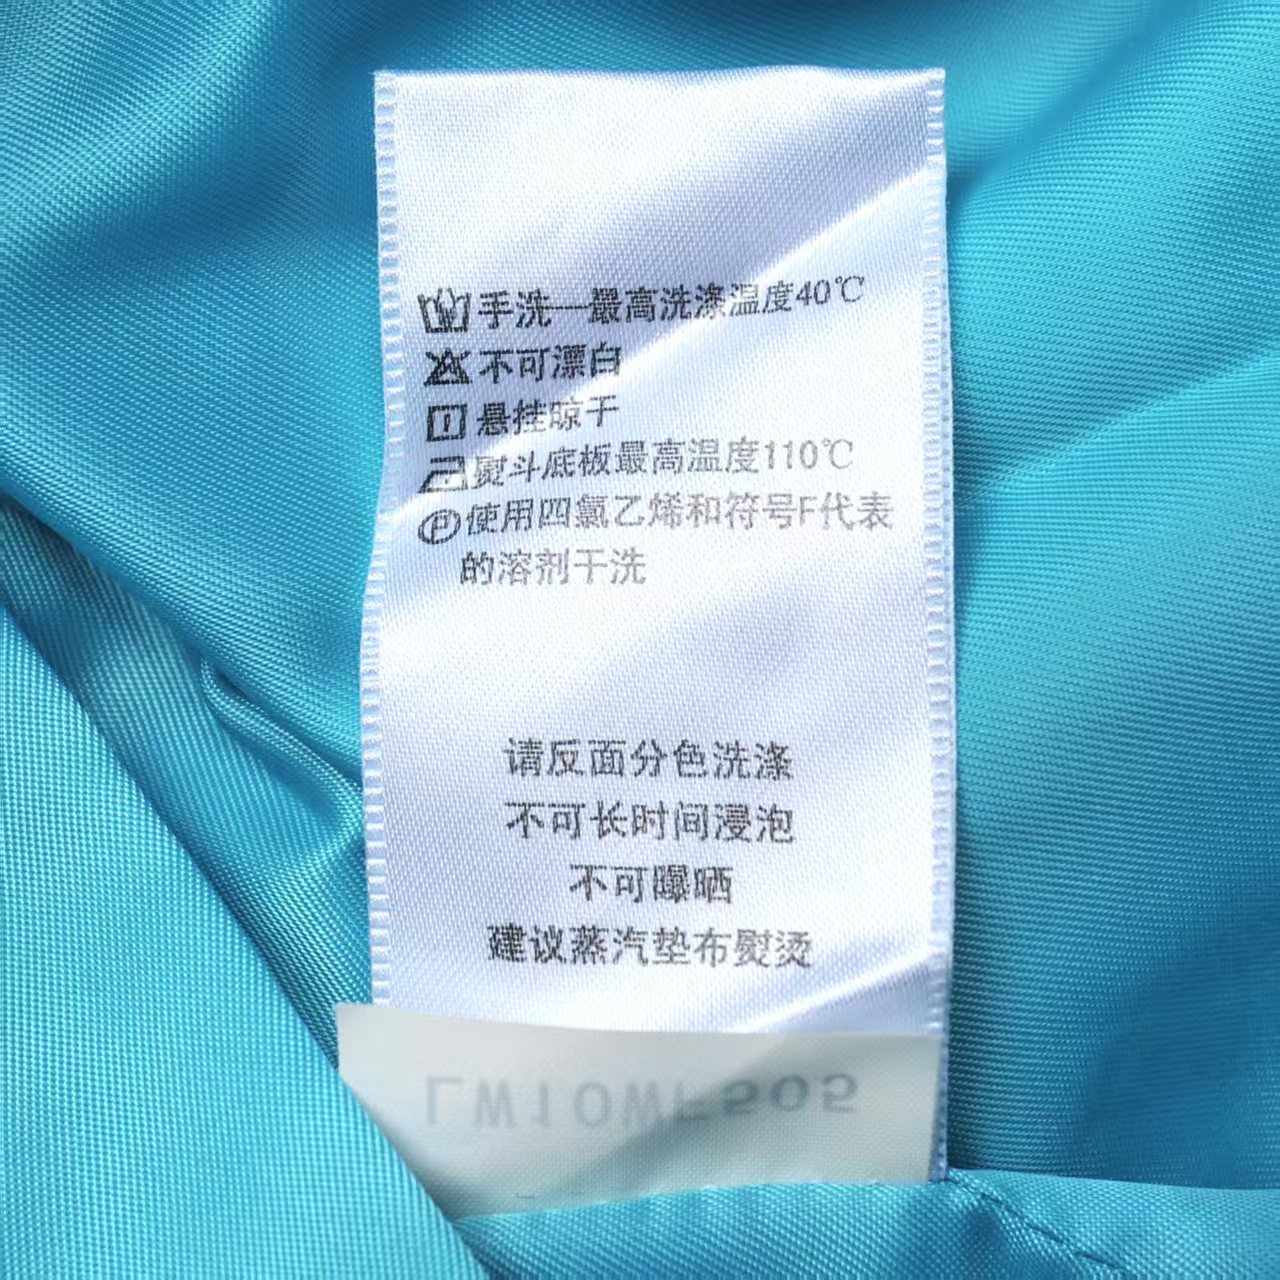 手洗—最高洗涤温度40℃
不可漂白
悬挂晾干
熨斗底板最高温度110℃
P使用四氯乙烯和符号F代表
的溶剂干洗
请反面分色洗涤
不可长时间浸泡
不可曝晒
建议蒸汽垫布熨烫
LW10WF505